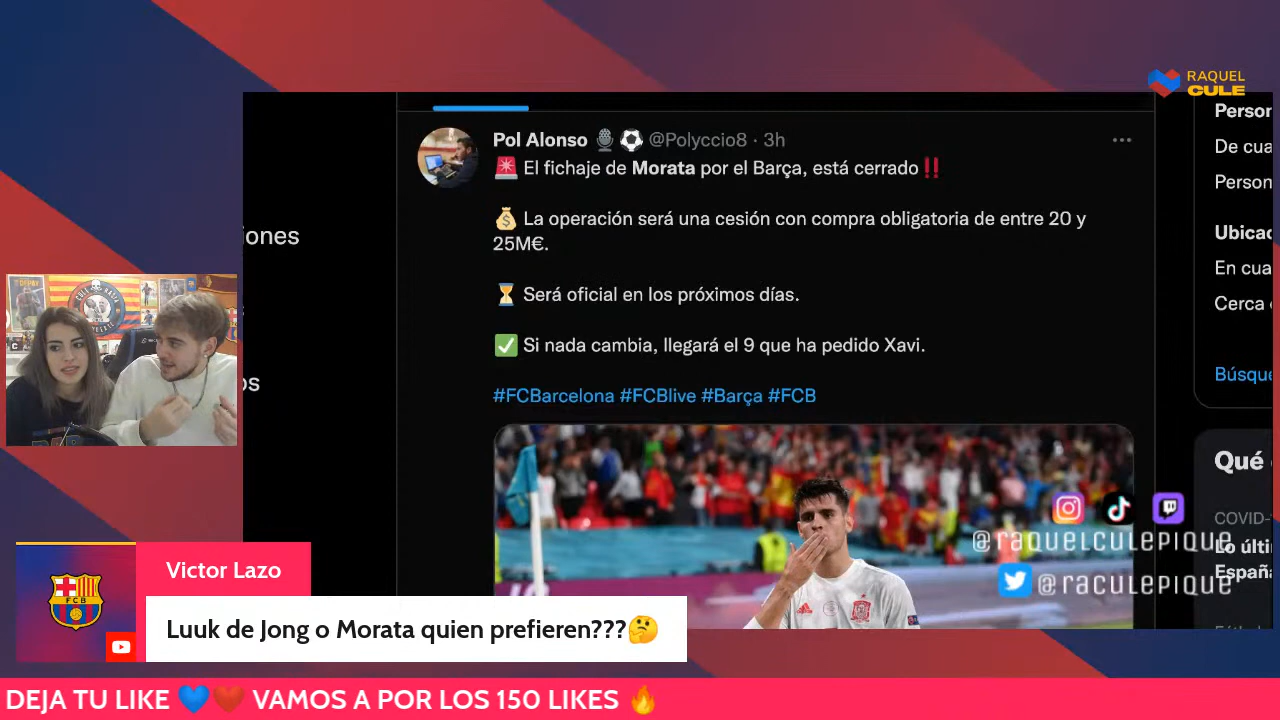 RAQUEL
CULE
Pol Alonso 🎙️⚽ @Polyccio8 · 3h
🚨 El fichaje de Morata por el Barça, está cerrado‼️
💰 La operación será una cesión con compra obligatoria de entre 20 y
25M€.
⏳ Será oficial en los próximos días.
✅ Si nada cambia, llegará el 9 que ha pedido Xavi.
#FCBarcelona #FCBlive #Barça #FCB
iones
os
Person
De cua
Person
Ubicac
En cua
Cerca
Búsque
Qué
COVID-
Lo últi
España
@raquelculepique
@raculepique
FCB
Victor Lazo
Luuk de Jong o Morata quien prefieren???🤔
DEJA TU LIKE 💙❤️ VAMOS A POR LOS 150 LIKES 🔥